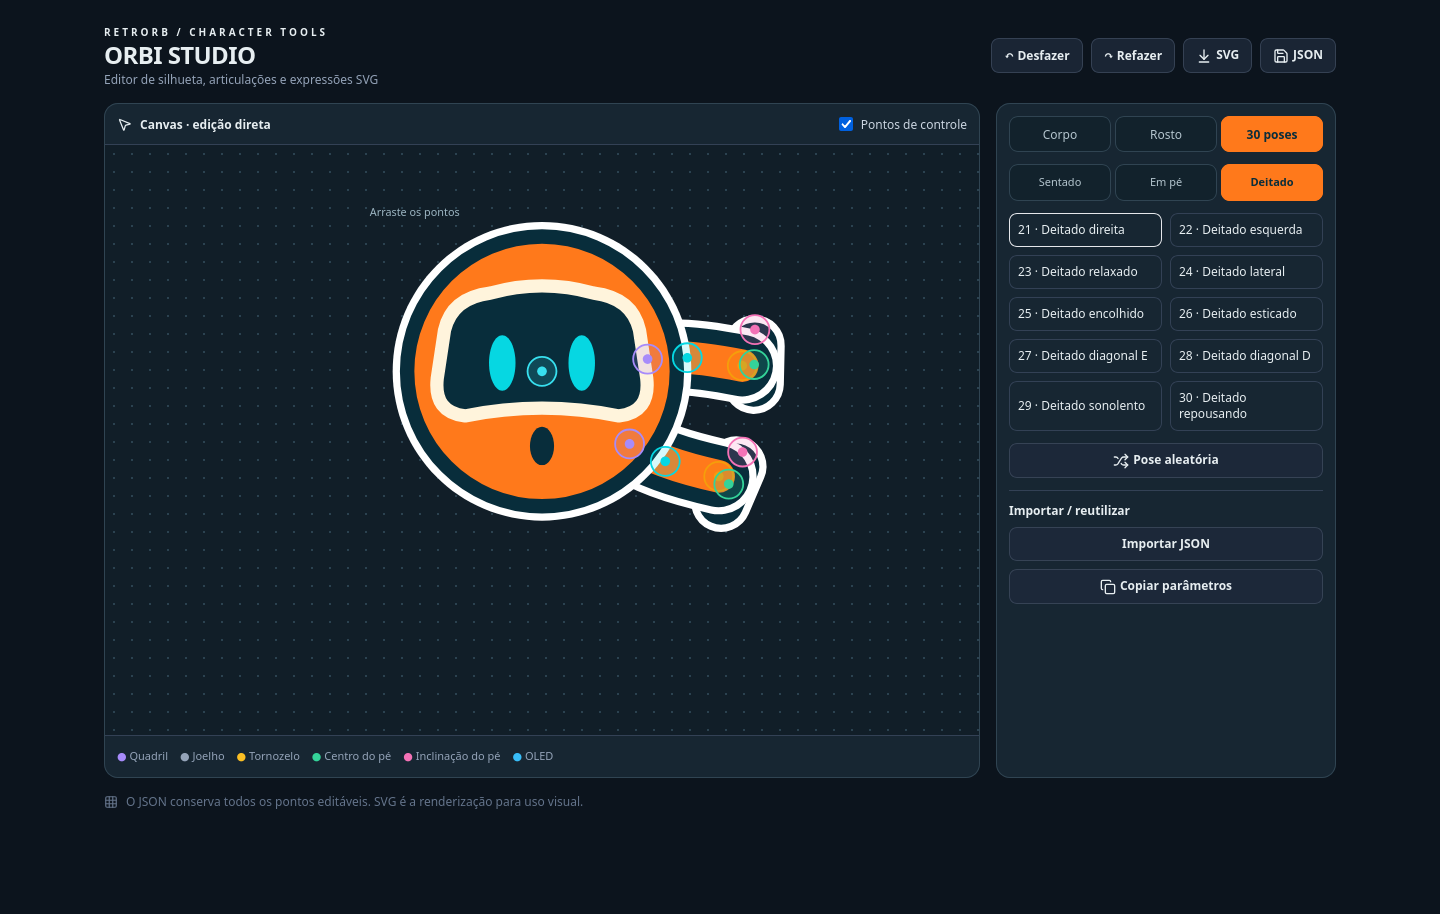 RETRORB / CHARACTER TOOLS
ORBI STUDIO
Editor de silhueta, articulações e expressões SVG
↶ Desfazer
↷ Refazer
SVG
JSON
Canvas · edição direta
Pontos de controle
Arraste os pontos
Quadril
Joelho
Tornozelo
Centro do pé
Inclinação do pé
OLED
Corpo
Rosto
30 poses
Sentado
Em pé
Deitado
21 · Deitado direita
22 · Deitado esquerda
23 · Deitado relaxado
24 · Deitado lateral
25 · Deitado encolhido
26 · Deitado esticado
27 · Deitado diagonal E
28 · Deitado diagonal D
29 · Deitado sonolento
30 · Deitado
repousando
Pose aleatória
Importar / reutilizar
Importar JSON
Copiar parâmetros
O JSON conserva todos os pontos editáveis. SVG é a renderização para uso visual.